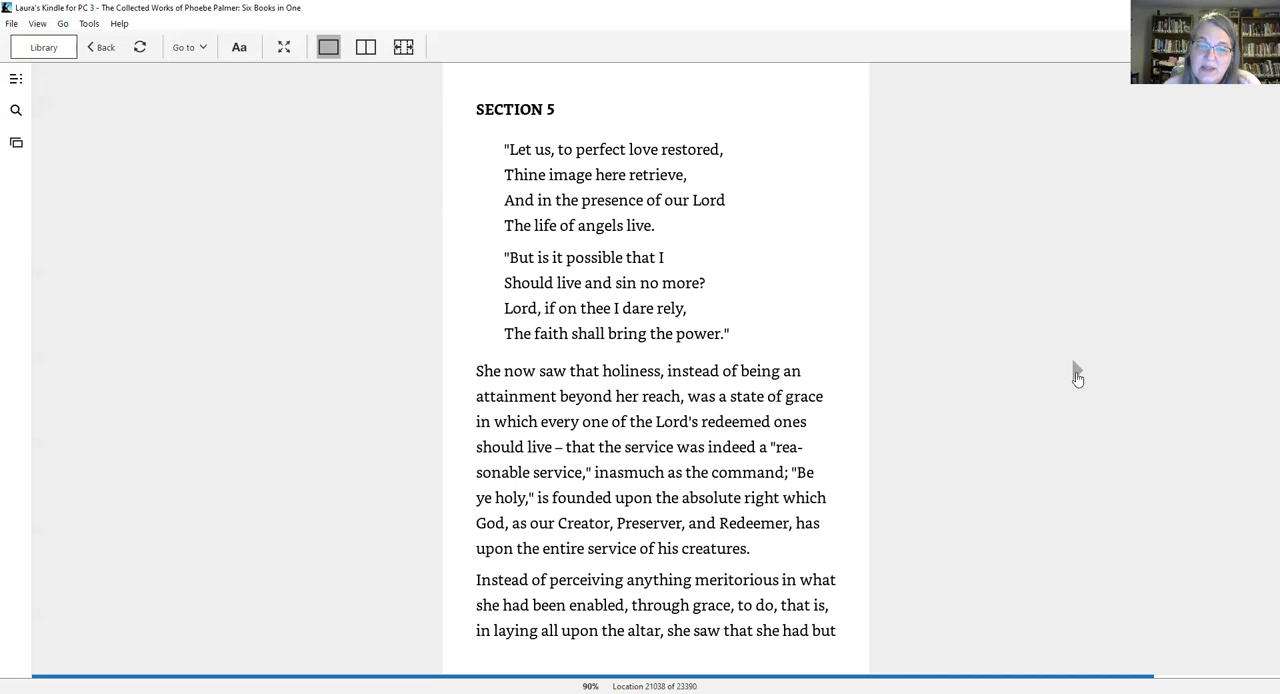 Laura's Kindle for PC 3 - The Collected Works of Phoebe Palmer: Six Books in One
File View Go Tools Help
Library Back Go to Aa
SECTION 5
"Let us, to perfect love restored,
Thine image here retrieve,
And in the presence of our Lord
The life of angels live.
"But is it possible that I
Should live and sin no more?
Lord, if on thee I dare rely,
The faith shall bring the power."
She now saw that holiness, instead of being an
attainment beyond her reach, was a state of grace
in which every one of the Lord's redeemed ones
should live – that the service was indeed a "rea-
sonable service," inasmuch as the command; "Be
ye holy," is founded upon the absolute right which
God, as our Creator, Preserver, and Redeemer, has
upon the entire service of his creatures.
Instead of perceiving anything meritorious in what
she had been enabled, through grace, to do, that is,
in laying all upon the altar, she saw that she had but
90% Location 21038 of 23390